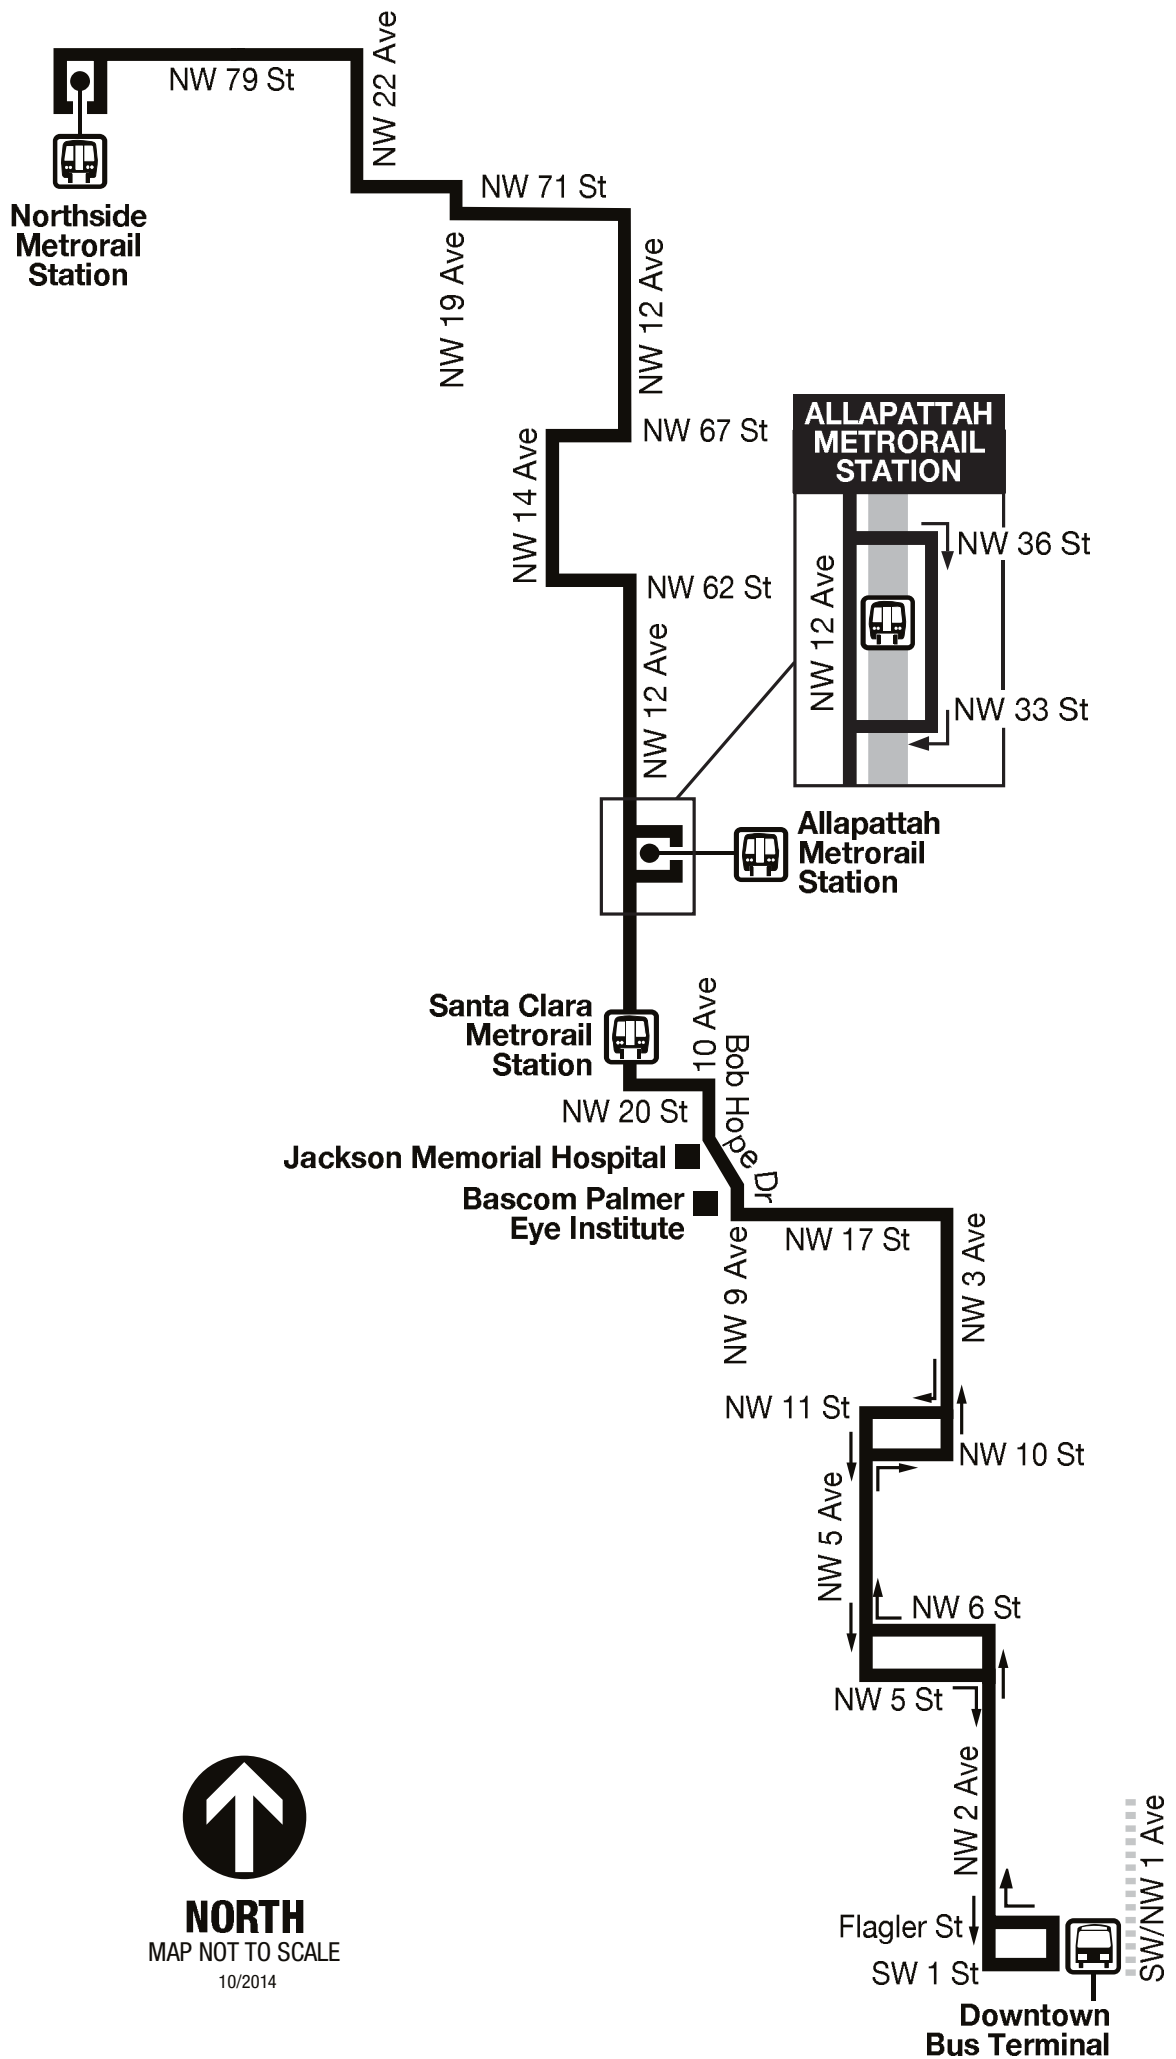 NW 22 Ave
NW 79 St
NW 71 St
Northside
Metrorail
Station
NW 19 Ave
NW 12 Ave
ALLAPATTAH
METRORAIL
STATION
NW 67 St
NW 14 Ave
NW 36 St
NW 12 Ave
NW 62 St
NW 12 Ave
NW 33 St
Allapattah
Metrorail
Station
Santa Clara
Metrorail
Station
10 Ave
Bob Hope Dr
NW 20 St
Jackson Memorial Hospital
Bascom Palmer
Eye Institute
NW 17 St
NW 9 Ave
NW 3 Ave
NW 11 St
NW 10 St
NW 5 Ave
NW 6 St
NW 5 St
NW 2 Ave
SW/NW 1 Ave
Flagler St
SW 1 St
Downtown
Bus Terminal
NORTH
MAP NOT TO SCALE
10/2014